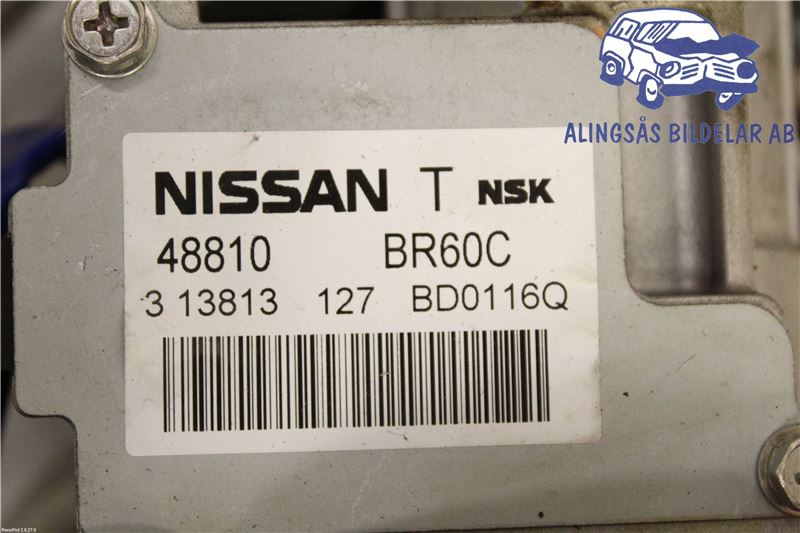 ALINGSÅS BILDELAR AB
NISSAN T NSK
48810 BR60C
3 13813 127 BD0116Q